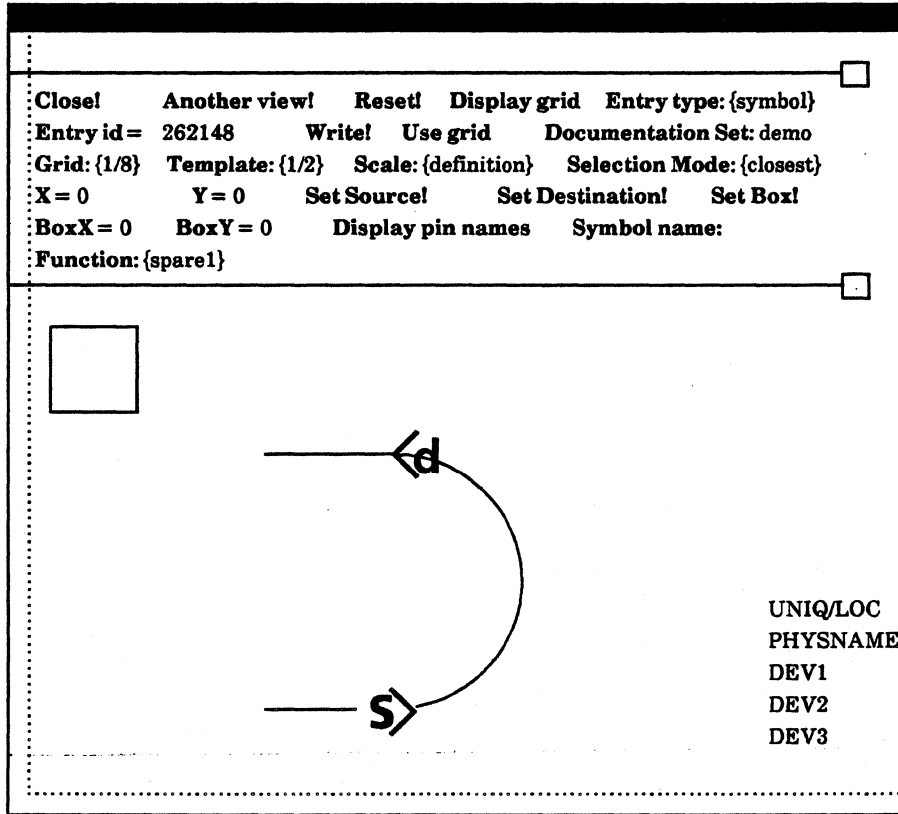 Close! Another view! Reset! Display grid Entry type: {symbol}
Entry id = 262148 Write! Use grid Documentation Set: demo
Grid: {1/8} Template: {1/2} Scale: {definition} Selection Mode: {closest}
X = 0 Y = 0 Set Source! Set Destination! Set Box!
BoxX = 0 BoxY = 0 Display pin names Symbol name:
Function: {spare1}
d
UNIQ/LOC
PHYSNAME
DEV1
DEV2
s
DEV3